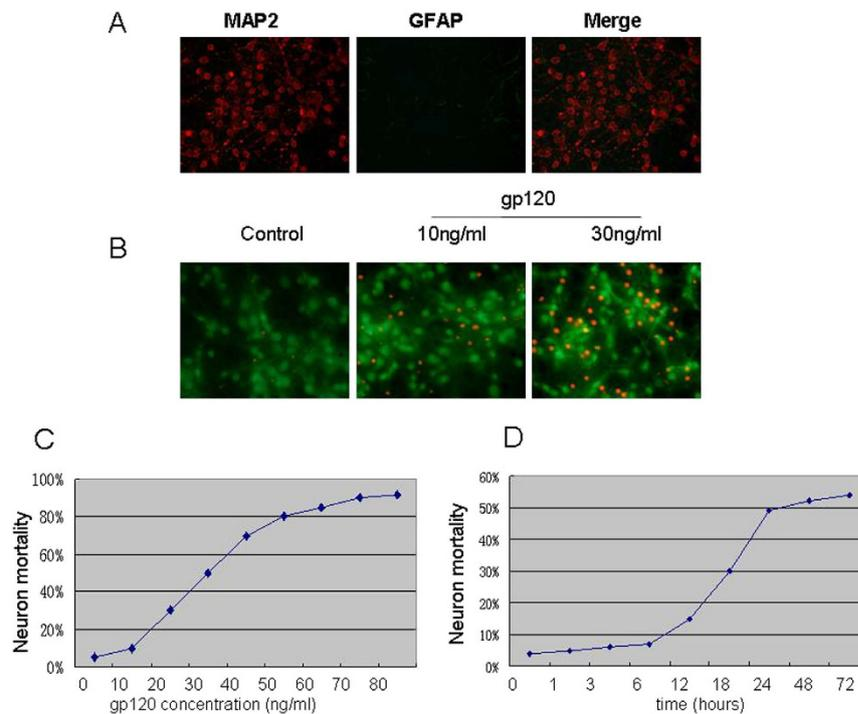 A
MAP2 GFAP Merge
gp120
B
Control 10ng/ml 30ng/ml
C
Neuron mortality
100%
80%
60%
40%
20%
0%
0 10 20 30 40 50 60 70 80
gp120 concentration (ng/ml)
D
Neuron mortality
60%
50%
40%
30%
20%
10%
0%
0 1 3 6 12 18 24 48 72
time (hours)